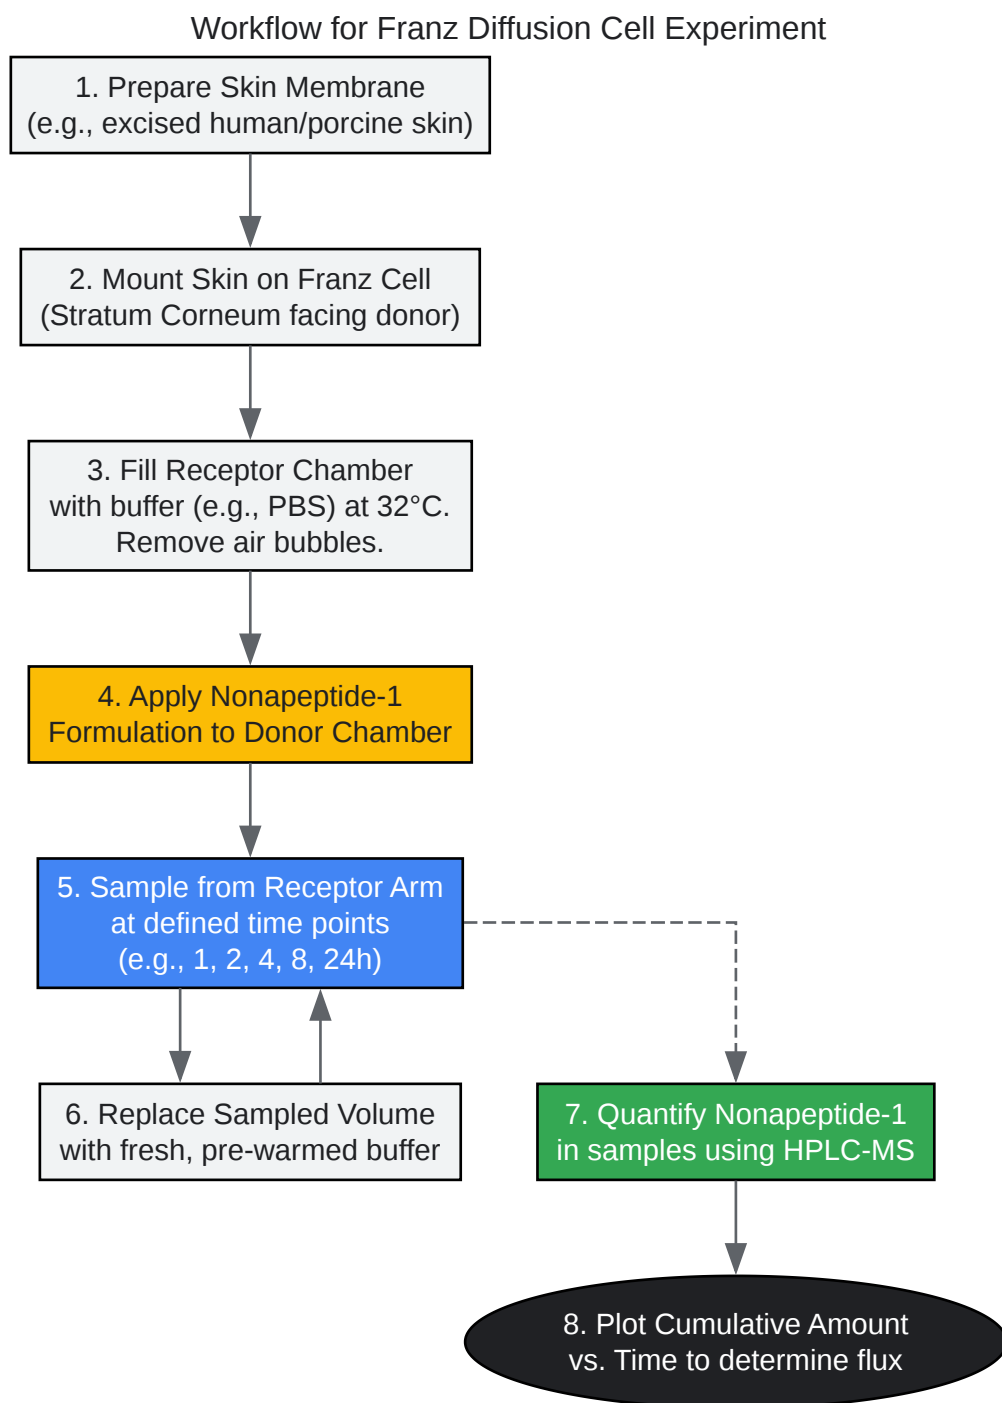 Workflow for Franz Diffusion Cell Experiment
1. Prepare Skin Membrane
(e.g., excised human/porcine skin)
2. Mount Skin on Franz Cell
(Stratum Corneum facing donor)
3. Fill Receptor Chamber
with buffer (e.g., PBS) at 32°C.
Remove air bubbles.
4. Apply Nonapeptide-1
Formulation to Donor Chamber
5. Sample from Receptor Arm
at defined time points
(e.g., 1, 2, 4, 8, 24h)
6. Replace Sampled Volume
with fresh, pre-warmed buffer
7. Quantify Nonapeptide-1
in samples using HPLC-MS
8. Plot Cumulative Amount
vs. Time to determine flux